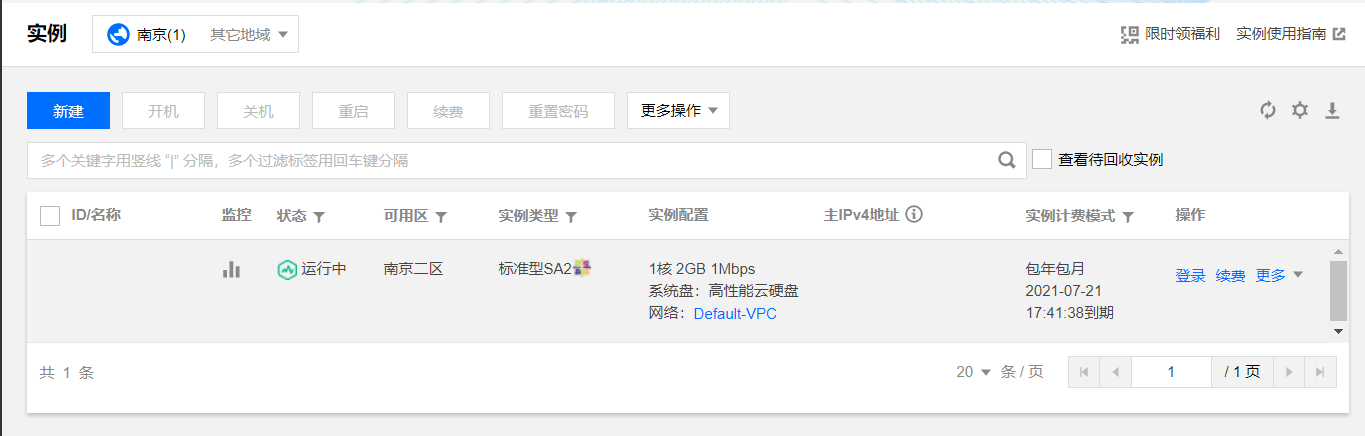 实例 南京(1) 其它地域 限时领福利 实例使用指南
新建 开机 关机 重启 续费 重置密码 更多操作
多个关键字用竖线 "|" 分隔，多个过滤标签用回车键分隔 查看待回收实例
ID/名称 监控 状态 可用区 实例类型 实例配置 主IPv4地址 实例计费模式 操作
运行中 南京二区 标准型SA2 1核 2GB 1Mbps 包年包月 登录 续费 更多
系统盘：高性能云硬盘 2021-07-21
网络：Default-VPC 17:41:38到期
共 1 条 20 条 / 页 1 / 1 页